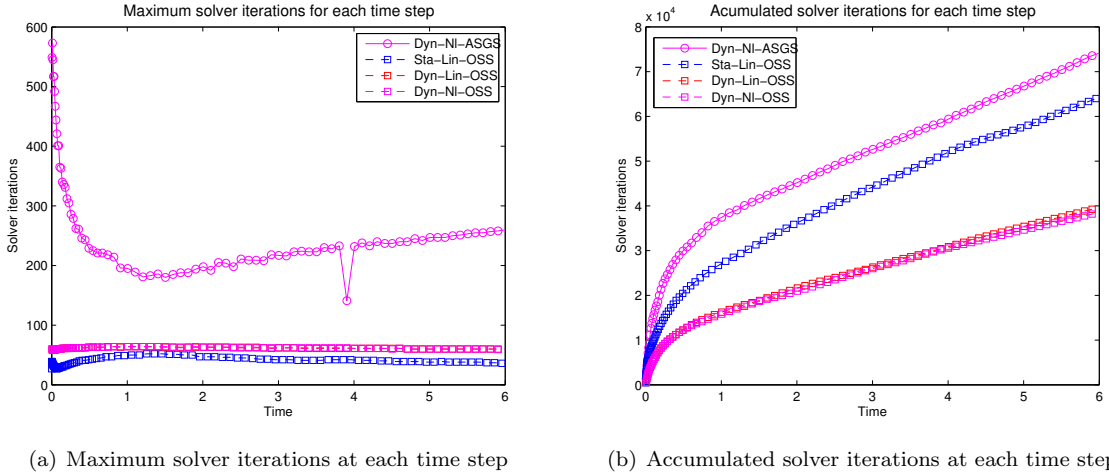 Maximum solver iterations for each time step
600
500
400
300
200
100
0
0 1 2 3 4 5 6
Solver iterations
Time
Dyn−Nl−ASGS
Sta−Lin−OSS
Dyn−Lin−OSS
Dyn−Nl−OSS
(a) Maximum solver iterations at each time step
Acumulated solver iterations for each time step
x 10^4
8
7
6
5
4
3
2
1
0
0 1 2 3 4 5 6
Solver iterations
Time
Dyn−Nl−ASGS
Sta−Lin−OSS
Dyn−Lin−OSS
Dyn−Nl−OSS
(b) Accumulated solver iterations at each time step